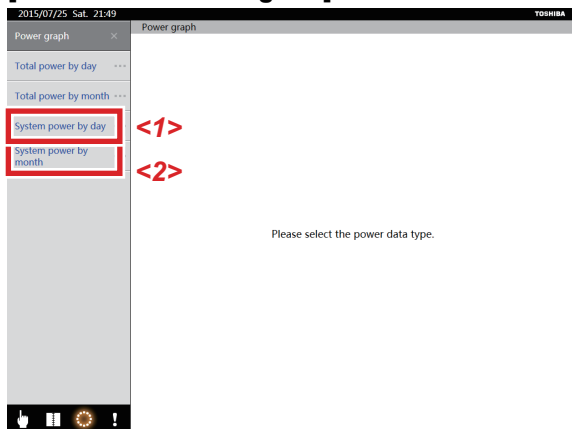 2015/07/25 Sat. 21:49
TOSHIBA
Power graph ×
Power graph
Total power by day ...
Total power by month ...
System power by day
<1>
System power by
month
<2>
Please select the power data type.